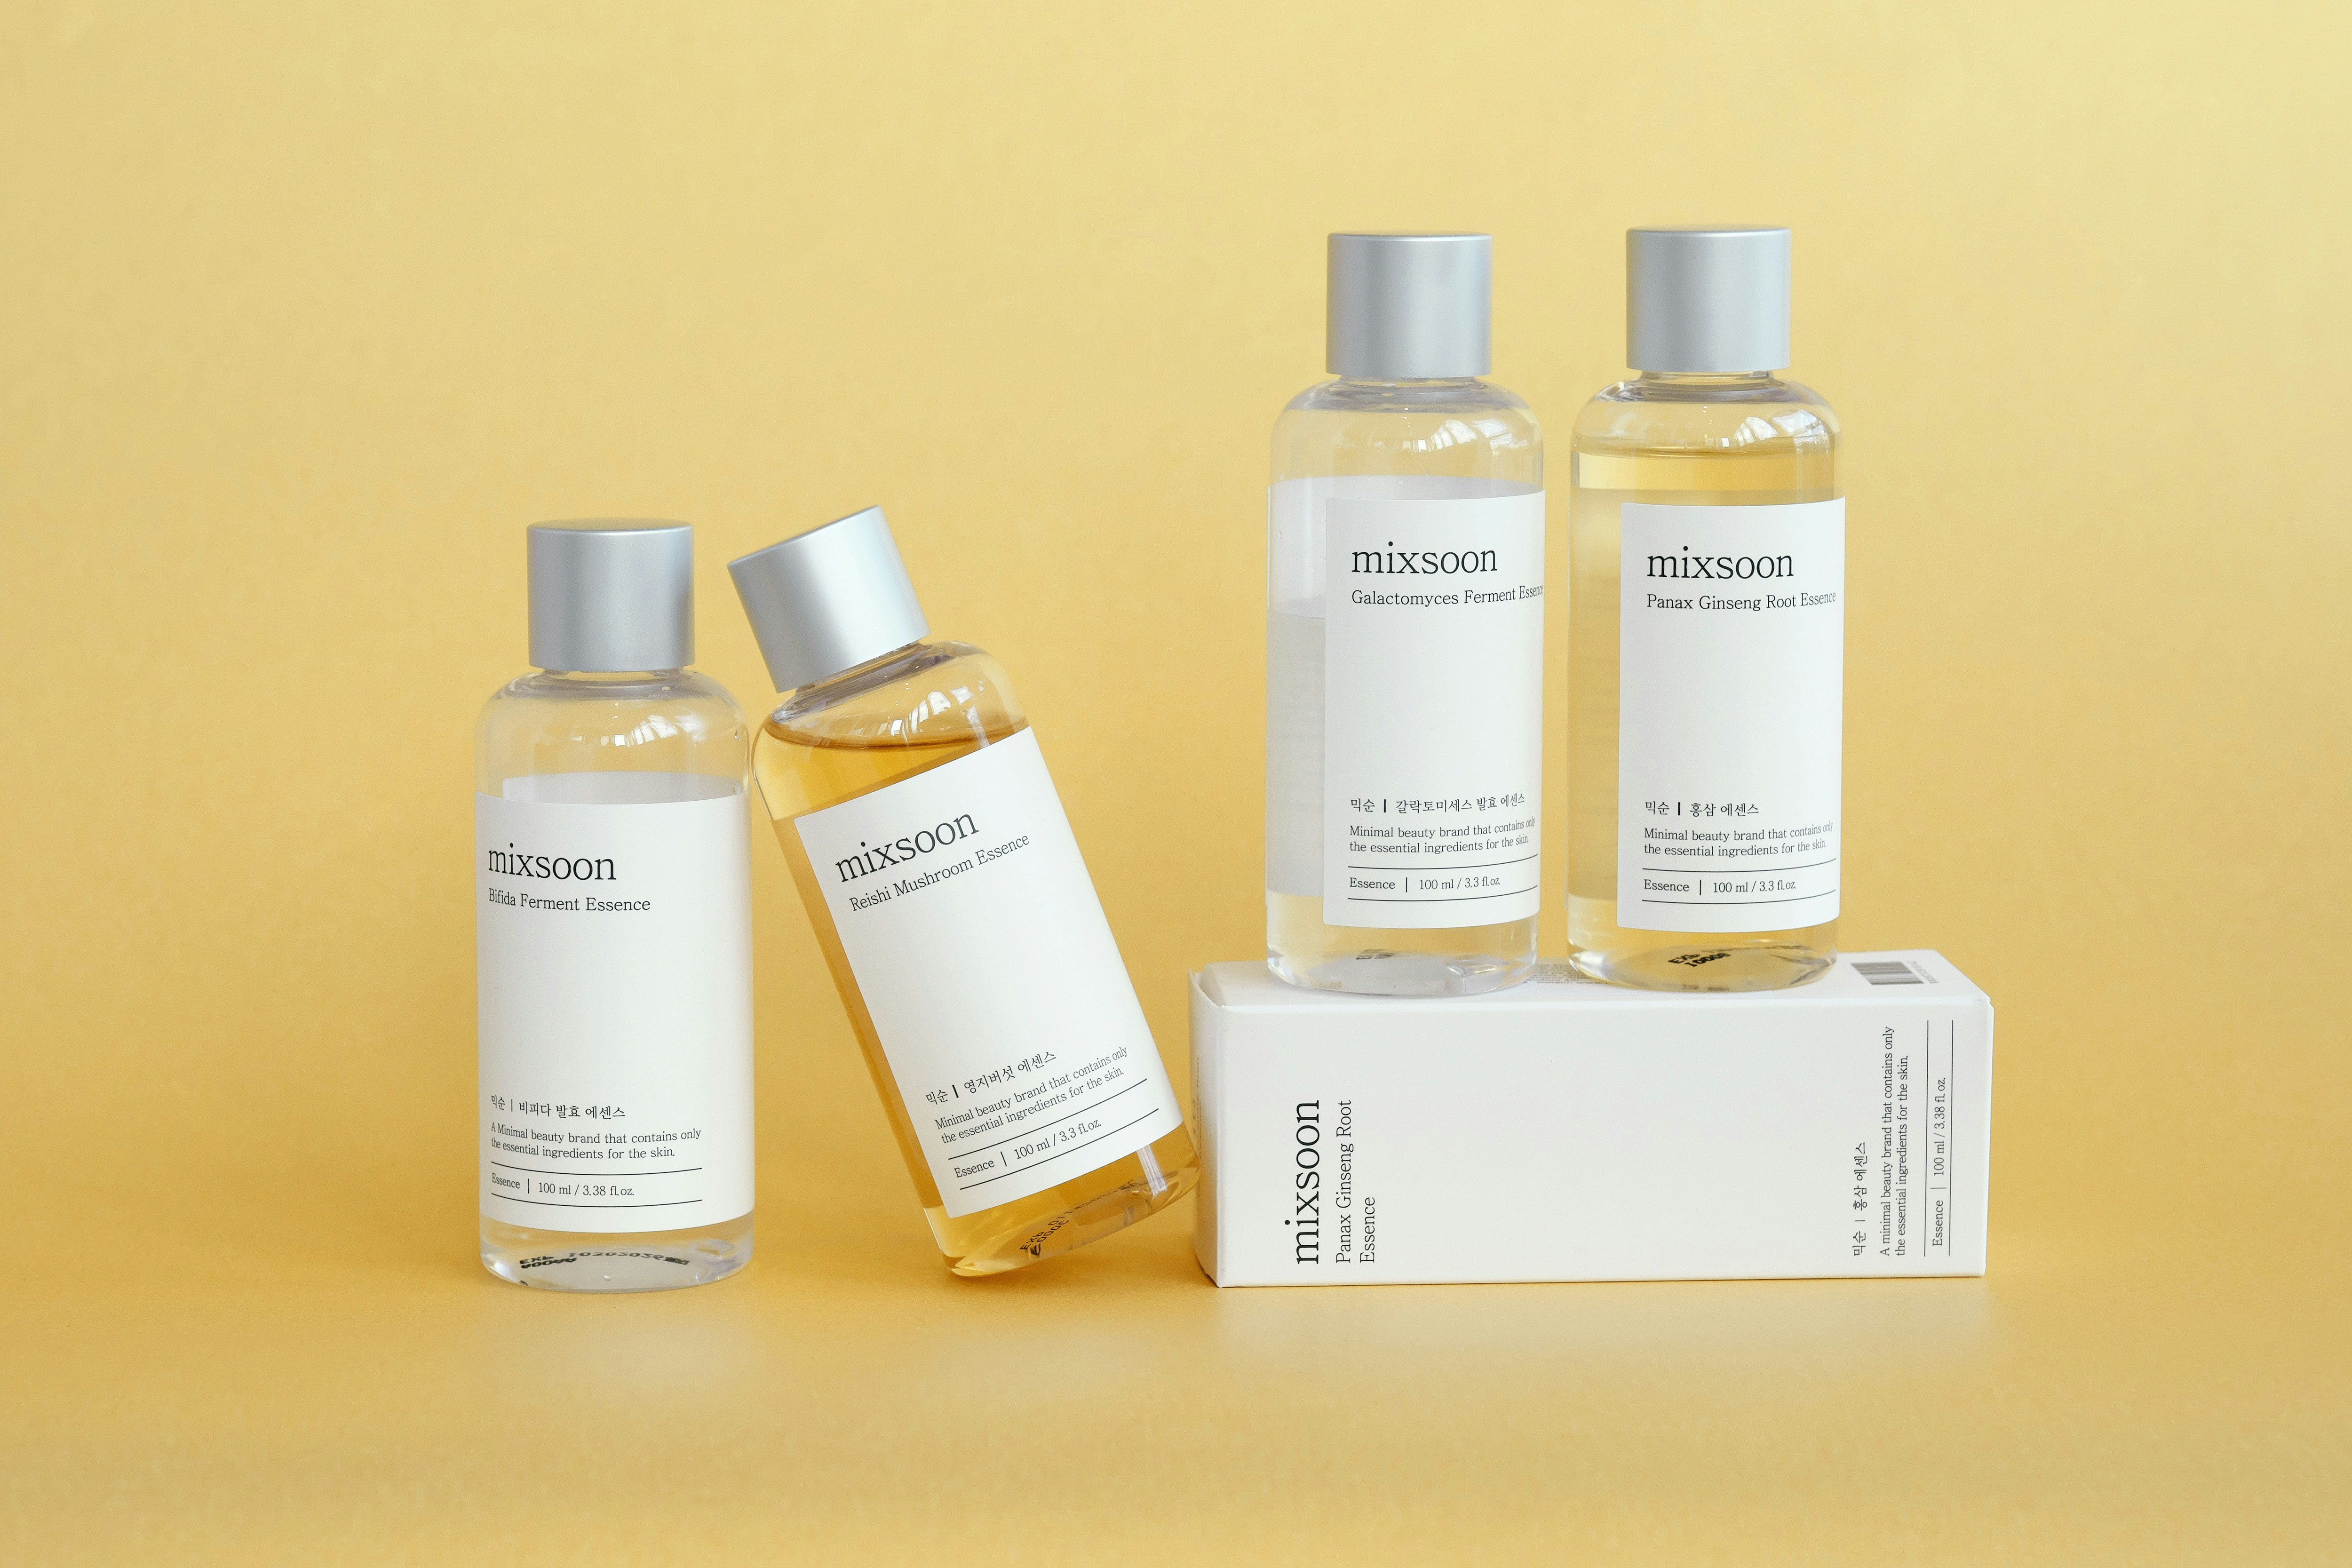 mixsoon
Bifida Ferment Essence
믹순 | 비피다 발효 에센스
A Minimal beauty brand that contains only
the essential ingredients for the skin.
Essence | 100 ml / 3.38 fl.oz.
mixsoon
Reishi Mushroom Essence
믹순 | 영지버섯 에센스
Minimal beauty brand that contains only
the essential ingredients for the skin.
Essence | 100 ml / 3.3 fl.oz.
mixsoon
Galactomyces Ferment Essence
믹순 | 갈락토미세스 발효 에센스
Minimal beauty brand that contains only
the essential ingredients for the skin.
Essence | 100 ml / 3.3 fl.oz.
mixsoon
Panax Ginseng Root Essence
믹순 | 홍삼 에센스
Minimal beauty brand that contains only
the essential ingredients for the skin.
Essence | 100 ml / 3.3 fl.oz.
mixsoon
Panax Ginseng Root
Essence
믹순 | 홍삼 에센스
A minimal beauty brand that contains only
the essential ingredients for the skin.
Essence | 100 ml / 3.38 fl.oz.